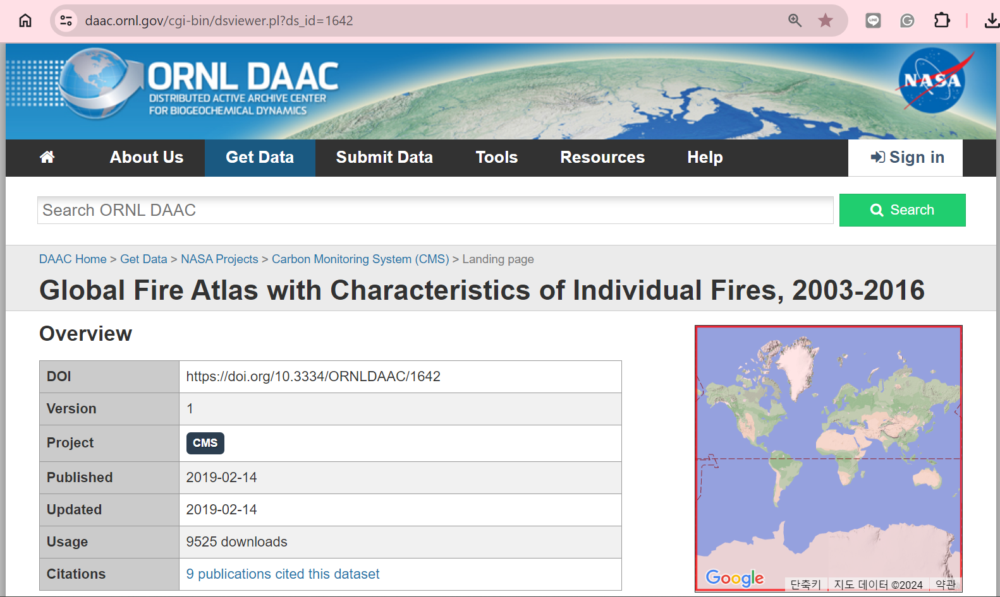 daac.ornl.gov/cgi-bin/dsviewer.pl?ds_id=1642
LINE
G
ORNL DAAC
DISTRIBUTED ACTIVE ARCHIVE CENTER
FOR BIOGEOCHEMICAL DYNAMICS
NASA
About Us Get Data Submit Data Tools Resources Help Sign in
Search ORNL DAAC Search
DAAC Home > Get Data > NASA Projects > Carbon Monitoring System (CMS) > Landing page
Global Fire Atlas with Characteristics of Individual Fires, 2003-2016
Overview
DOI https://doi.org/10.3334/ORNLDAAC/1642
Version 1
Project CMS
Published 2019-02-14
Updated 2019-02-14
Usage 9525 downloads
Citations 9 publications cited this dataset
Google 단축키 지도 데이터 ©2024 약관